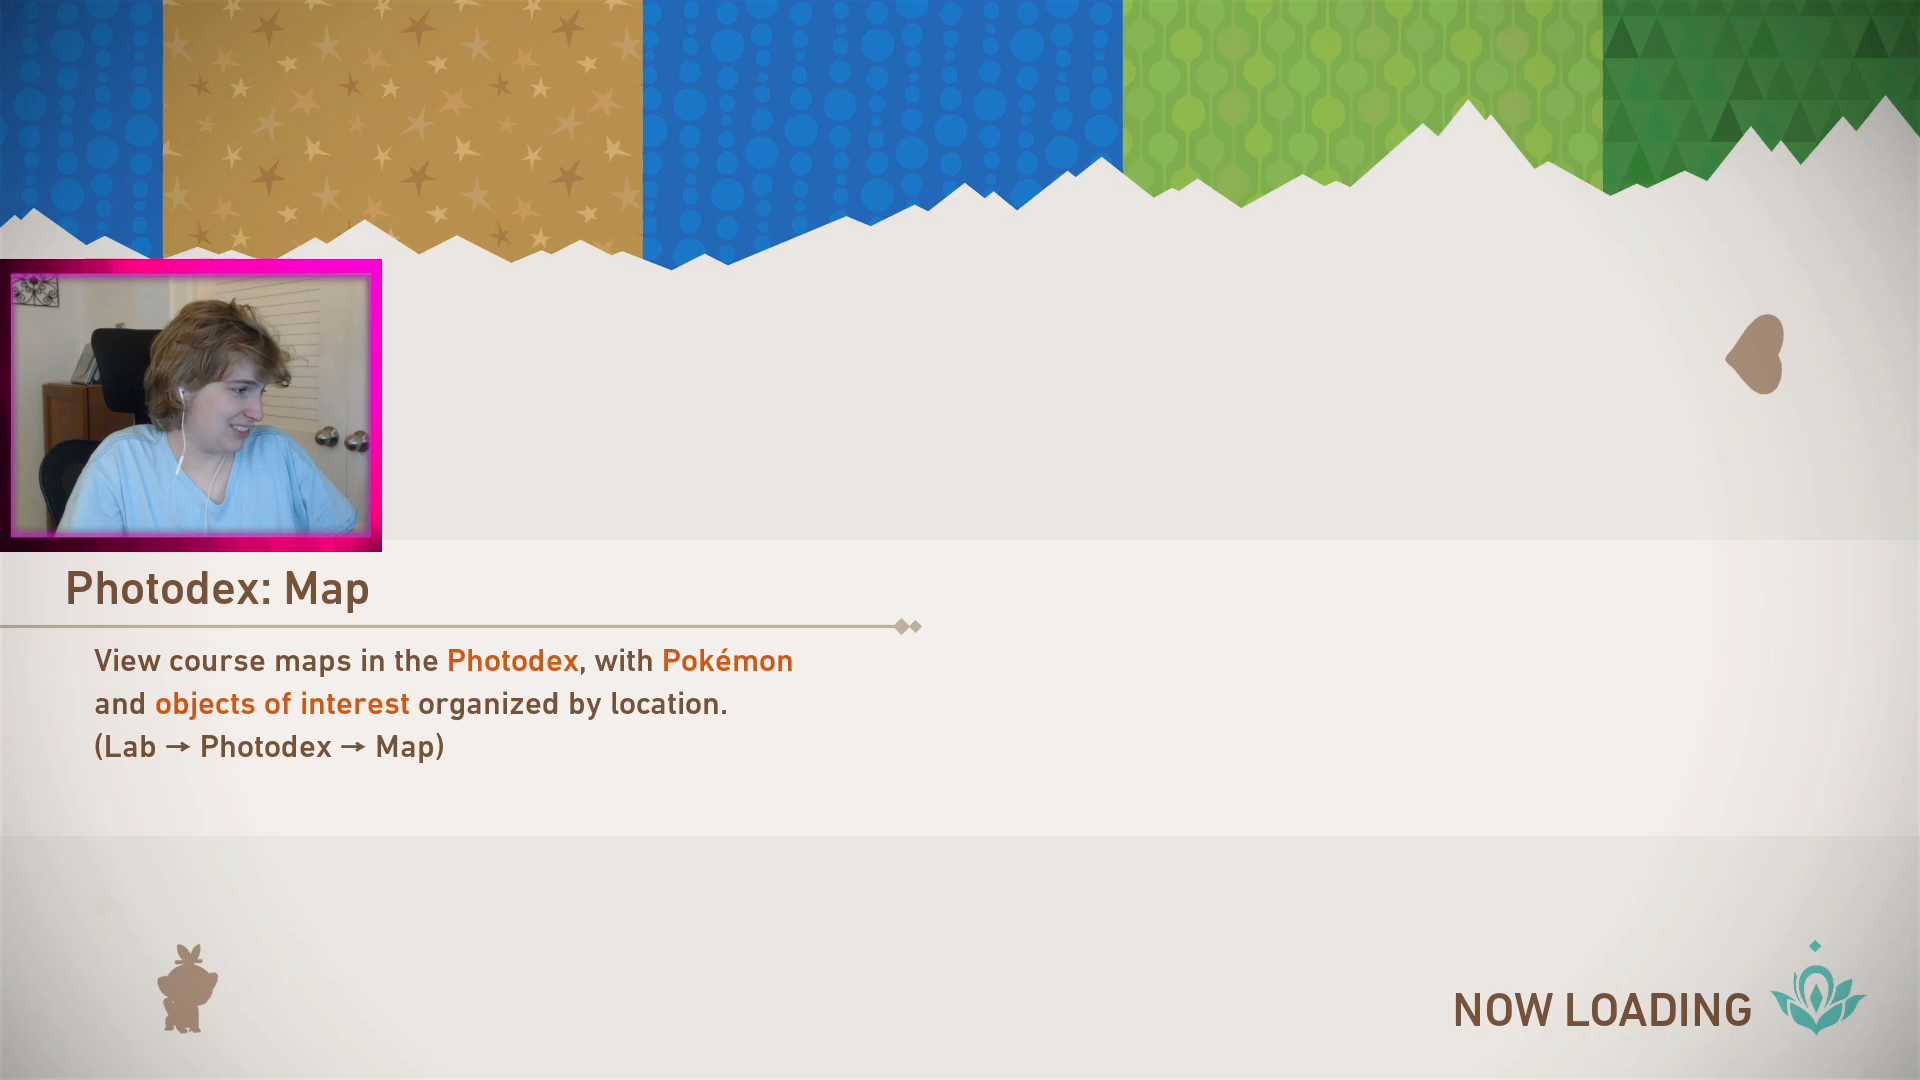 Photodex: Map
View course maps in the Photodex, with Pokémon
and objects of interest organized by location.
(Lab → Photodex → Map)
NOW LOADING